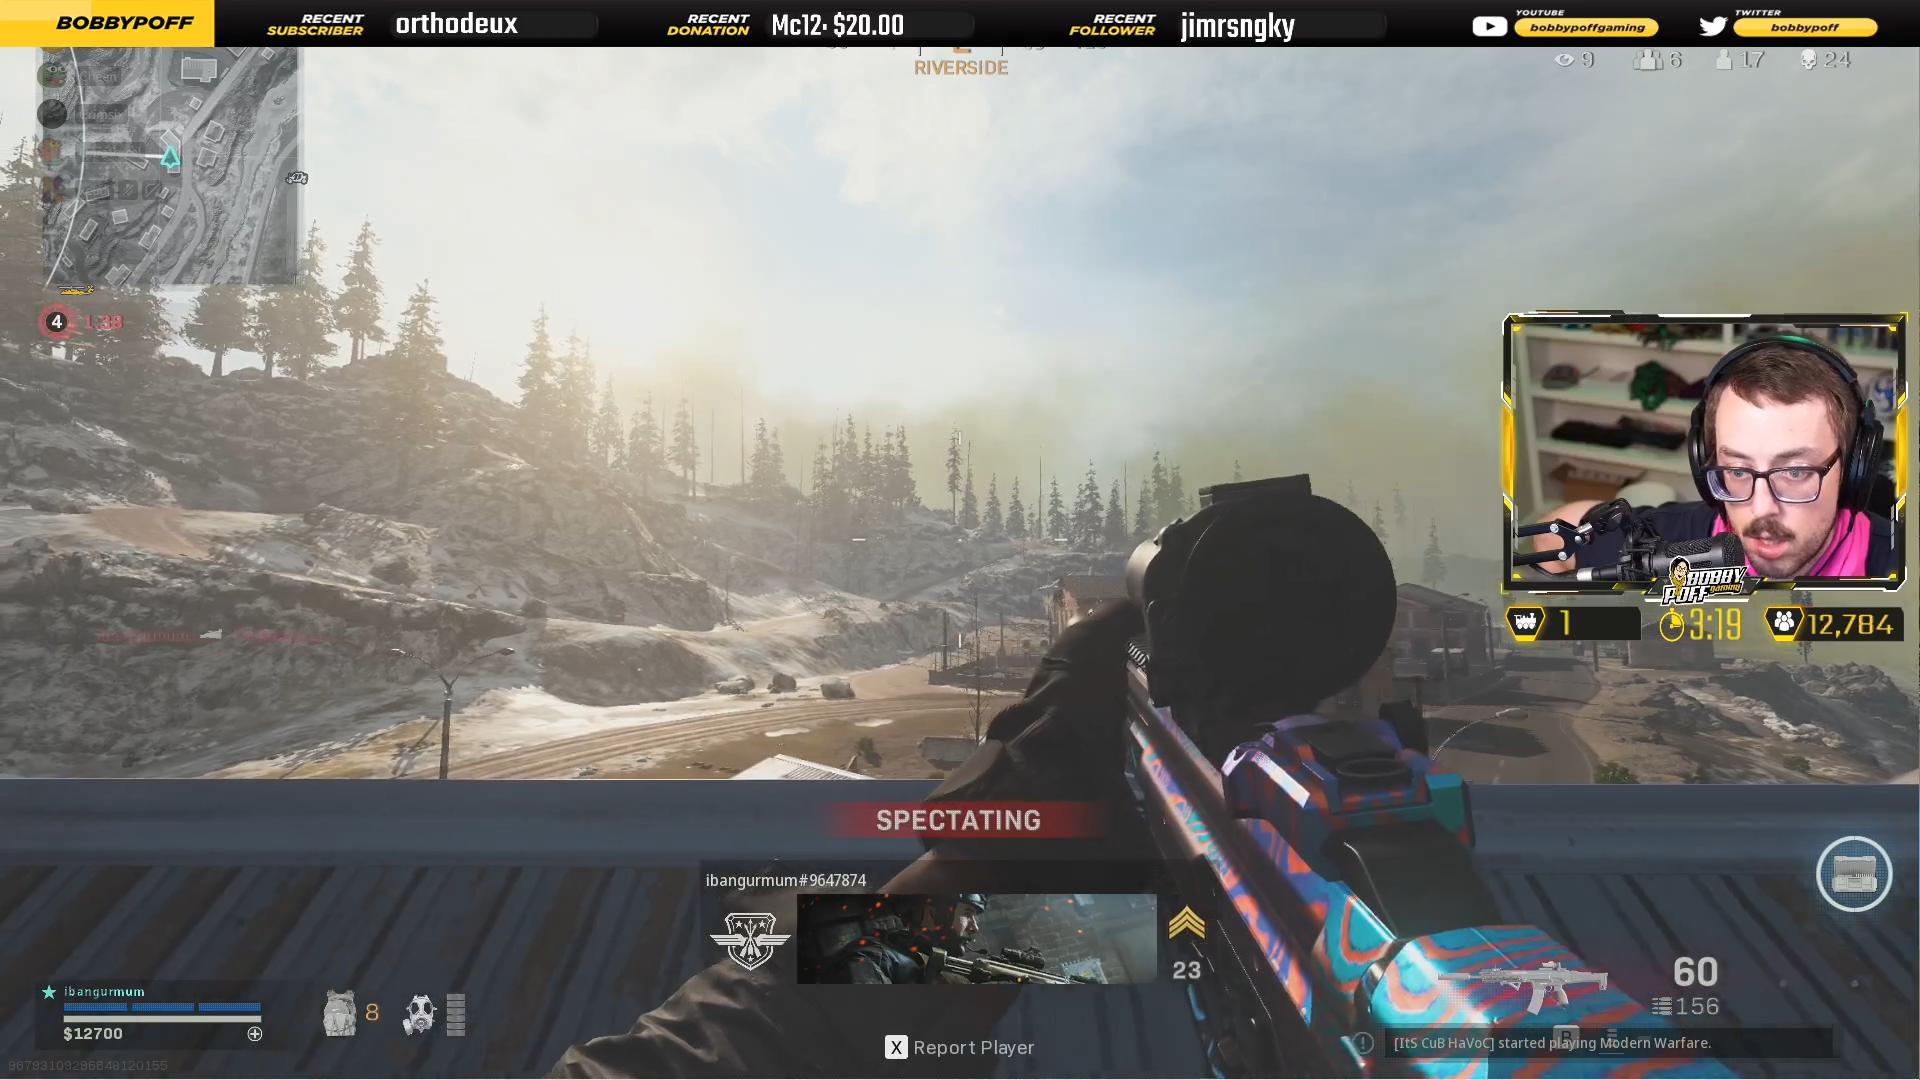 BOBBYPOFF
RECENT SUBSCRIBER
orthodeux
RECENT DONATION
Mc12: $20.00
RECENT FOLLOWER
jimrsngky
YOUTUBE
bobbypoffgaming
TWITTER
bobbypoff
RIVERSIDE
9
6
17
24
Cheen
4
1:38
BOBBY
POFF gaming
1
3:19
12,784
SPECTATING
ibangurmum#9647874
23
ibangurmum
$12700
8
60
156
X Report Player
[ItS CuB HaVoC] started playing Modern Warfare.